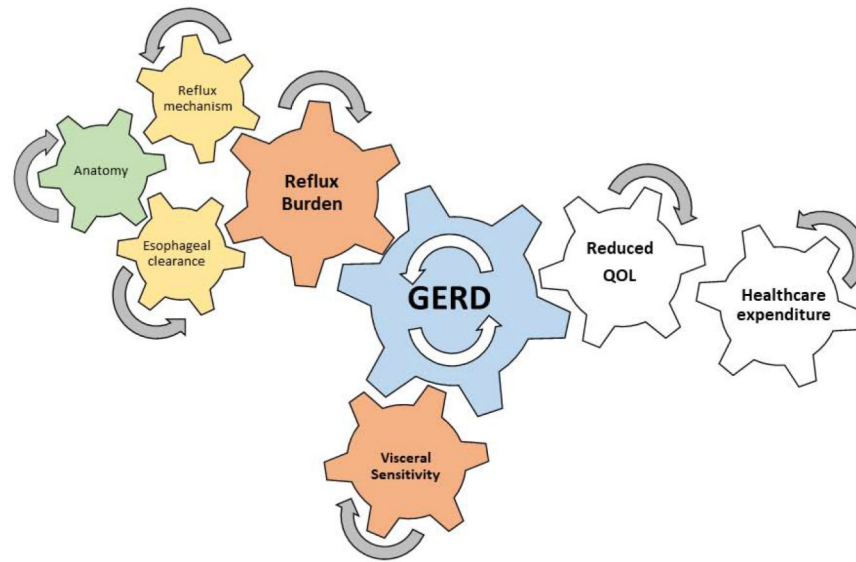 Reflux
mechanism
Anatomy
Reflux
Burden
Esophageal
clearance
GERD
Reduced
QOL
Healthcare
expenditure
Visceral
Sensitivity